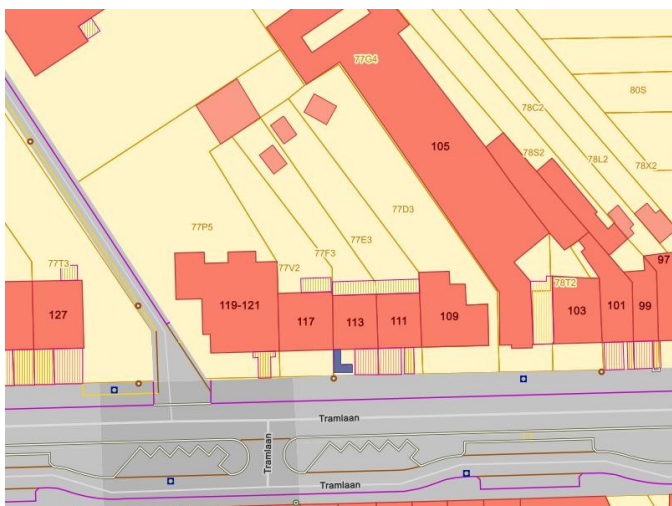 77G4
80S
78C2
105
78S2
78L2
78X2
77D3
77P5
77E3
77F3
77T3
77V2
97
78T2
127
119-121
117
113
111
109
103
101
99
Tramlaan
Tramlaan
Tramlaan